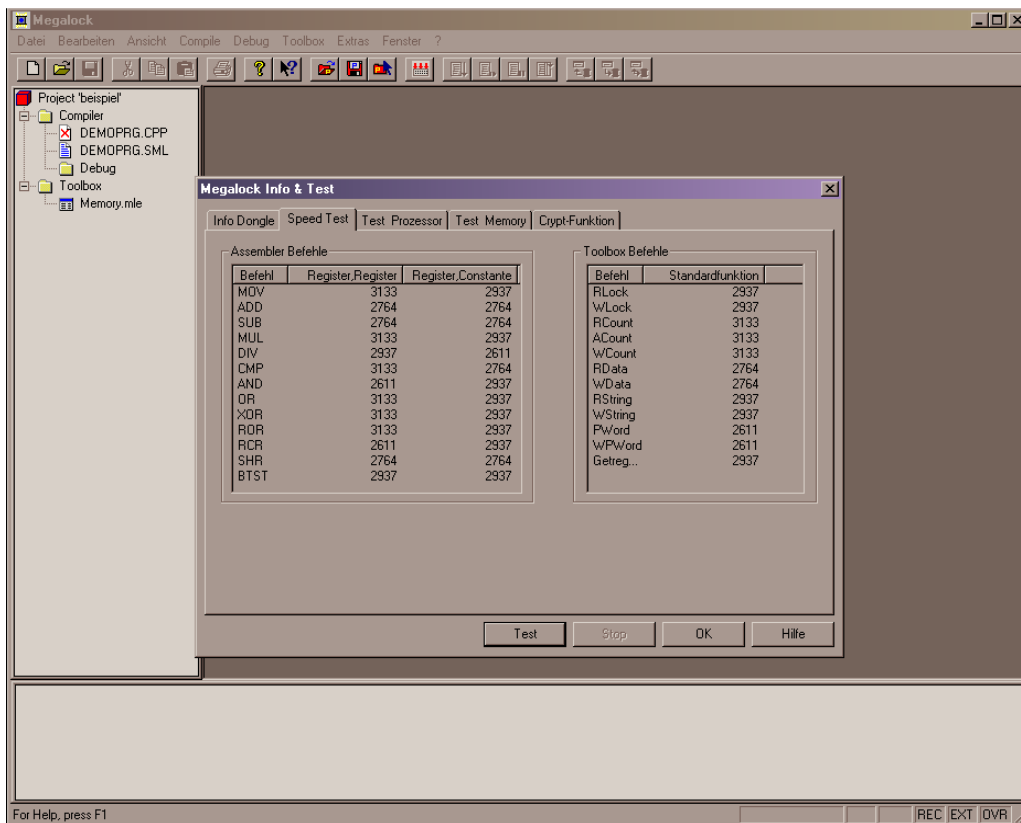 Megalock
Datei Bearbeiten Ansicht Compile Debug Toolbox Extras Fenster ?
Project 'beispiel'
Compiler
DEMOPRG.CPP
DEMOPRG.SML
Debug
Toolbox
Memory.mle
Megalock Info & Test
Info Dongle Speed Test Test Prozessor Test Memory Crypt-Funktion
Assembler Befehle
Befehl Register,Register Register,Constante
MOV 3133 2937
ADD 2764 2764
SUB 2764 2764
MUL 3133 2937
DIV 2937 2611
CMP 3133 2764
AND 2611 2937
OR 3133 2937
XOR 3133 2937
ROR 3133 2937
RCR 2611 2937
SHR 2764 2764
BTST 2937 2937
Toolbox Befehle
Befehl Standardfunktion
RLock 2937
WLock 2937
RCount 3133
ACount 3133
WCount 3133
RData 2764
WData 2764
RString 2937
WString 2937
PWord 2611
WPWord 2611
Getreg... 2937
Test Stop OK Hilfe
For Help, press F1
REC EXT OVR